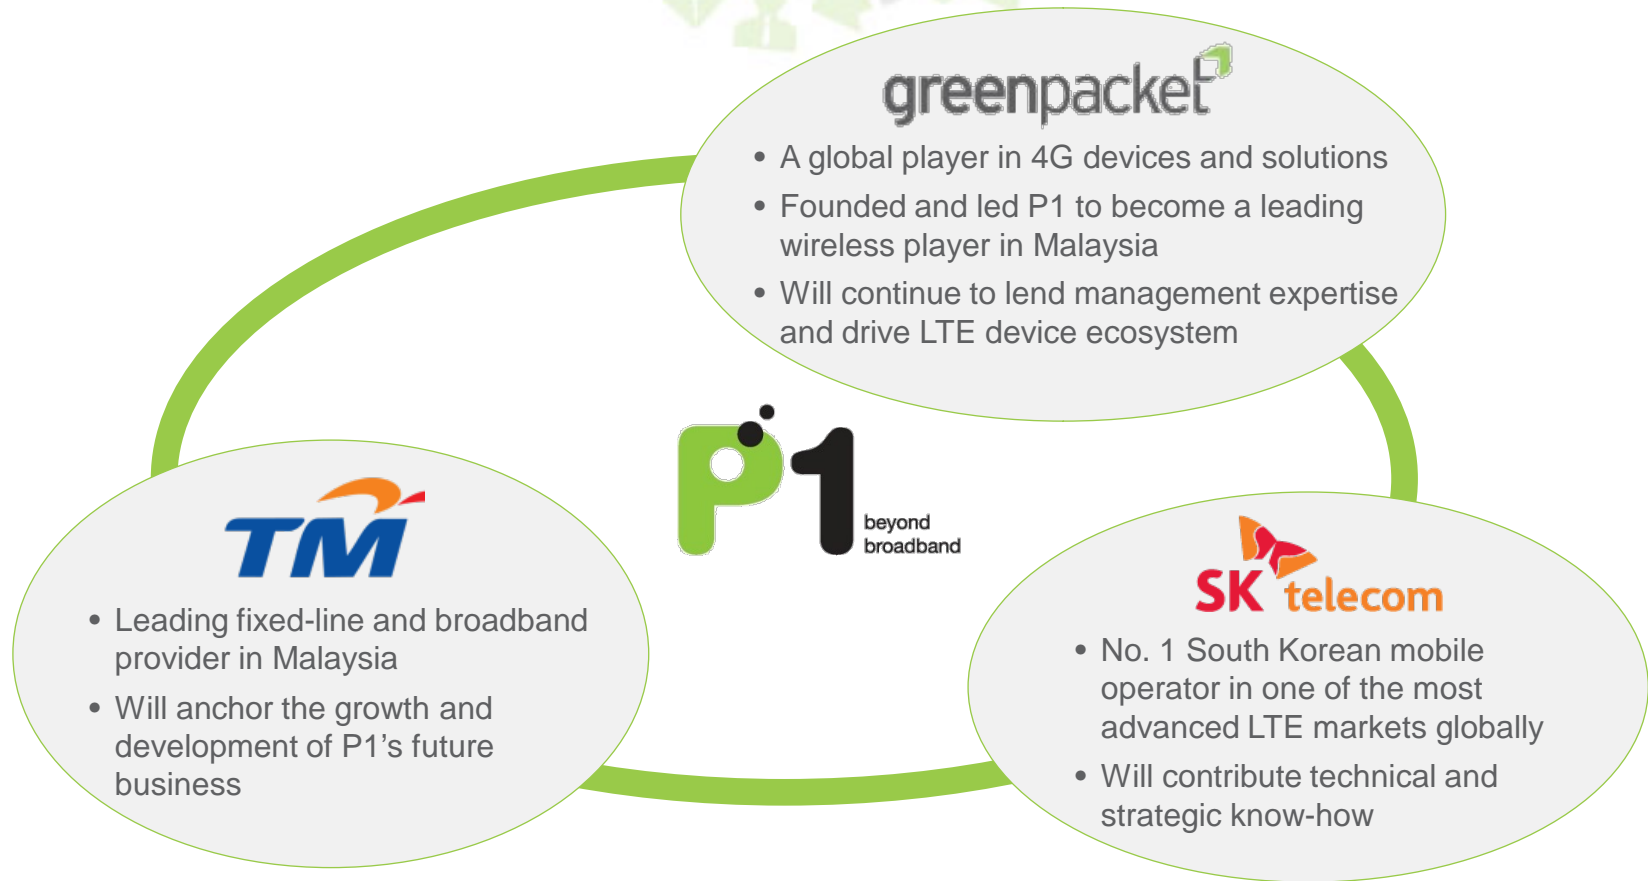 greenpacket
• A global player in 4G devices and solutions
• Founded and led P1 to become a leading
wireless player in Malaysia
• Will continue to lend management expertise
and drive LTE device ecosystem
P1
beyond
broadband
TM
• Leading fixed-line and broadband
provider in Malaysia
• Will anchor the growth and
development of P1’s future
business
SK telecom
• No. 1 South Korean mobile
operator in one of the most
advanced LTE markets globally
• Will contribute technical and
strategic know-how